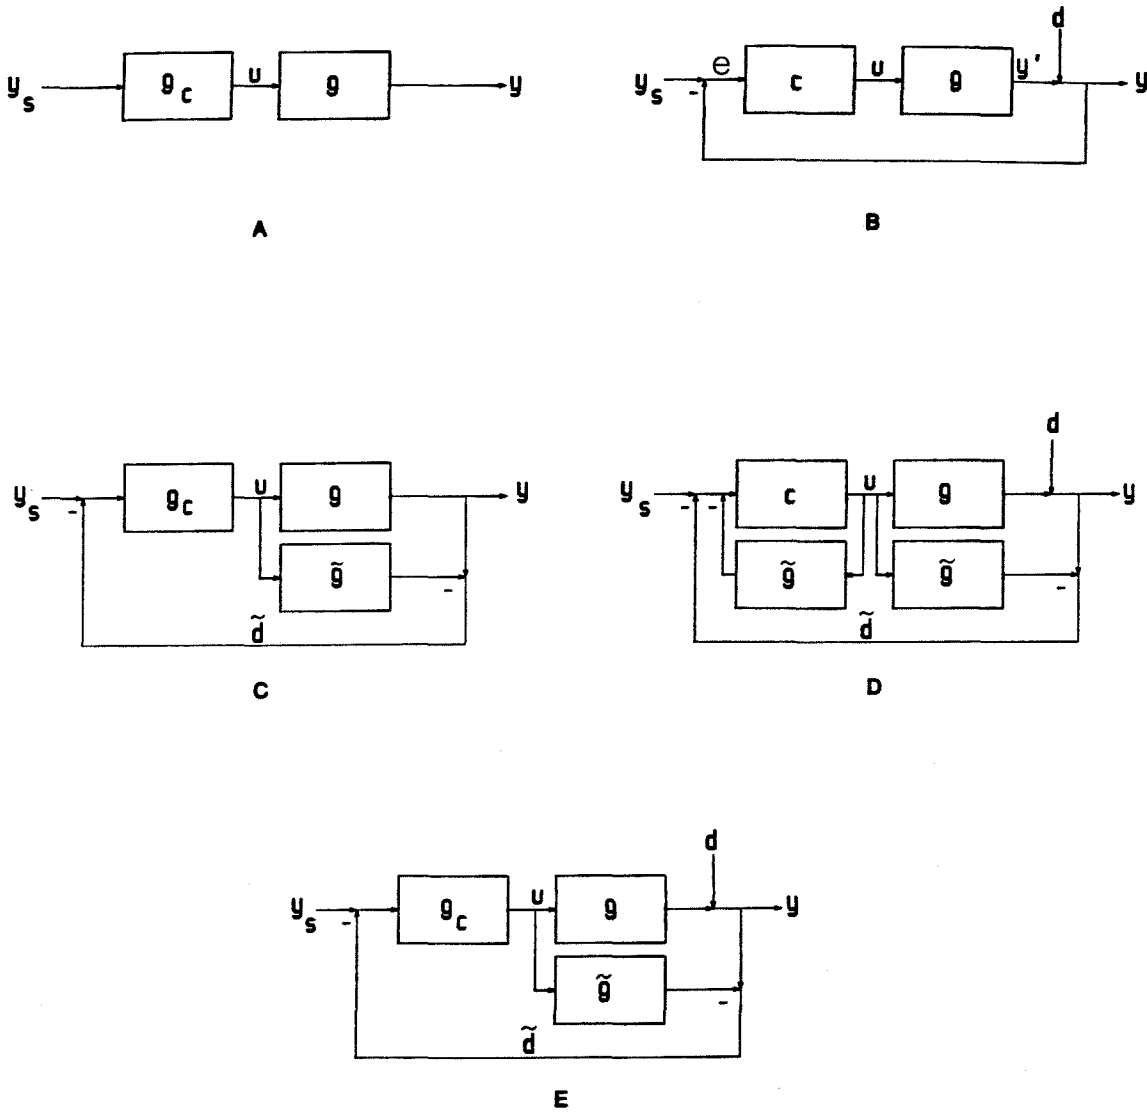 y_s g_c u g y
A
d
y_s e c u g y' y
-
B
y_s g_c u g y
-
g̃
-
d̃
C
d
y_s c u g y
- -
g̃ g̃
-
d̃
D
d
y_s g_c u g y
-
g̃
-
d̃
E